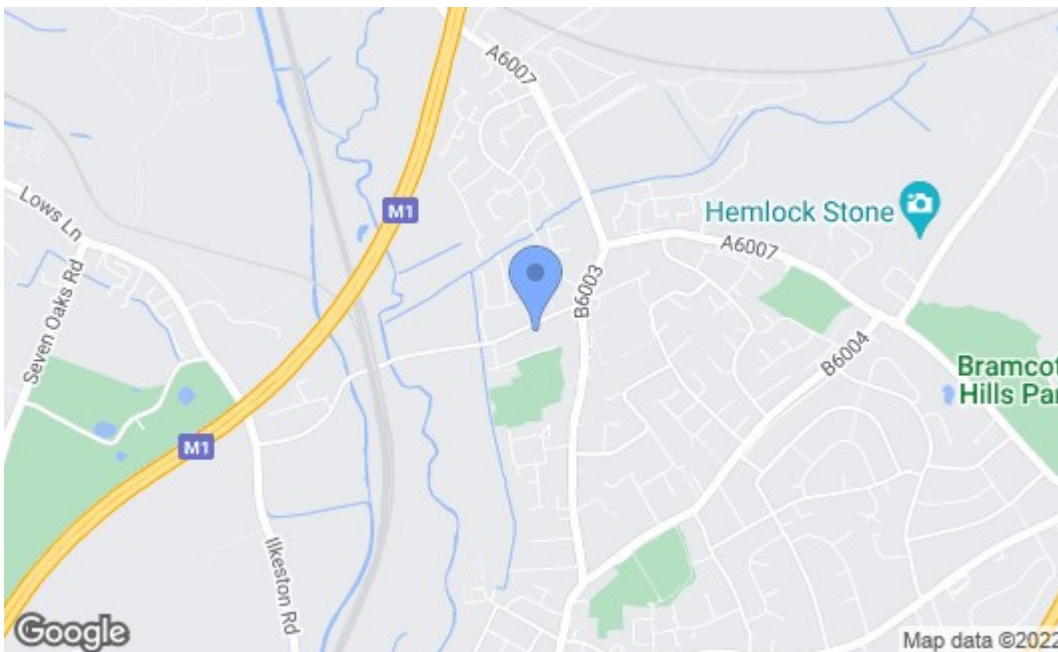 A6007
Lows Ln
M1
Hemlock Stone
A6007
Seven Oaks Rd
B6003
B6004
Bramcot
Hills Par
M1
Ilkeston Rd
Google
Map data ©2022